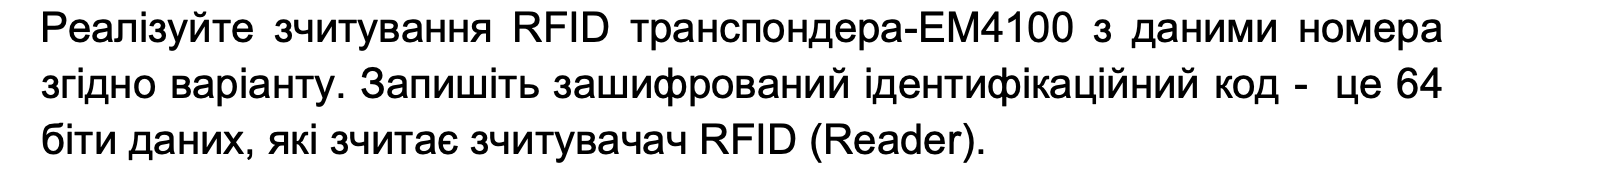 Реалізуйте зчитування RFID транспондера-EM4100 з даними номера
згідно варіанту. Запишіть зашифрований ідентифікаційний код - це 64
біти даних, які зчитає зчитувачач RFID (Reader).